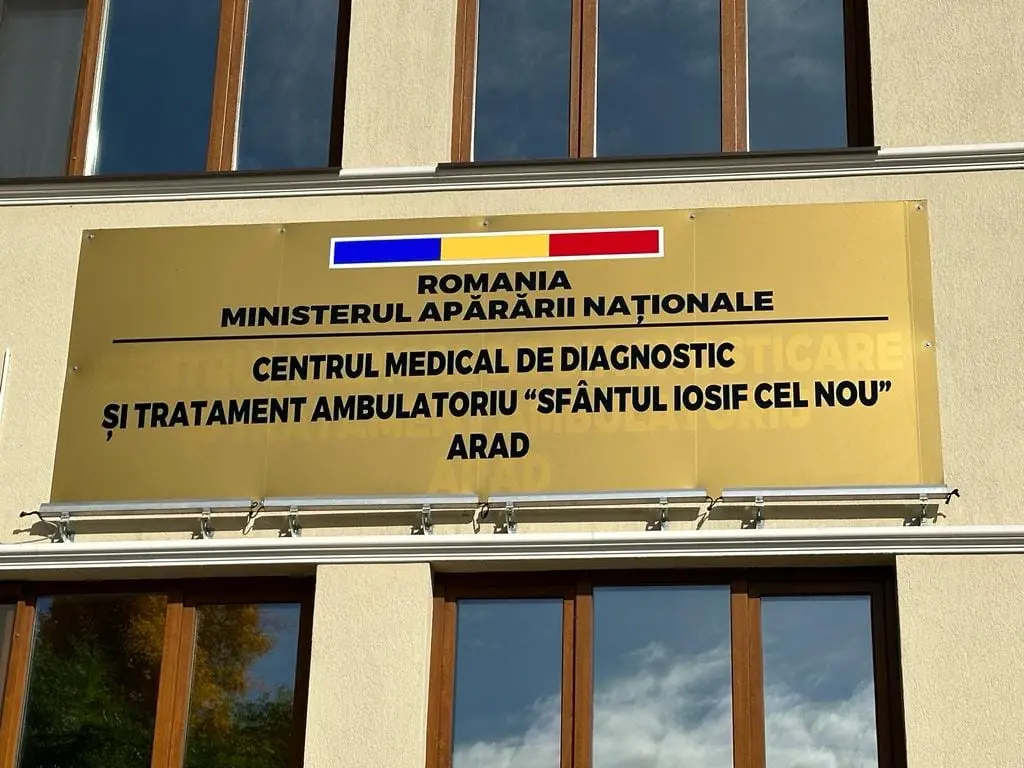 ROMANIA
MINISTERUL APĂRĂRII NAȚIONALE
CENTRUL MEDICAL DE DIAGNOSTIC
ȘI TRATAMENT AMBULATORIU “SFÂNTUL IOSIF CEL NOU”
ARAD